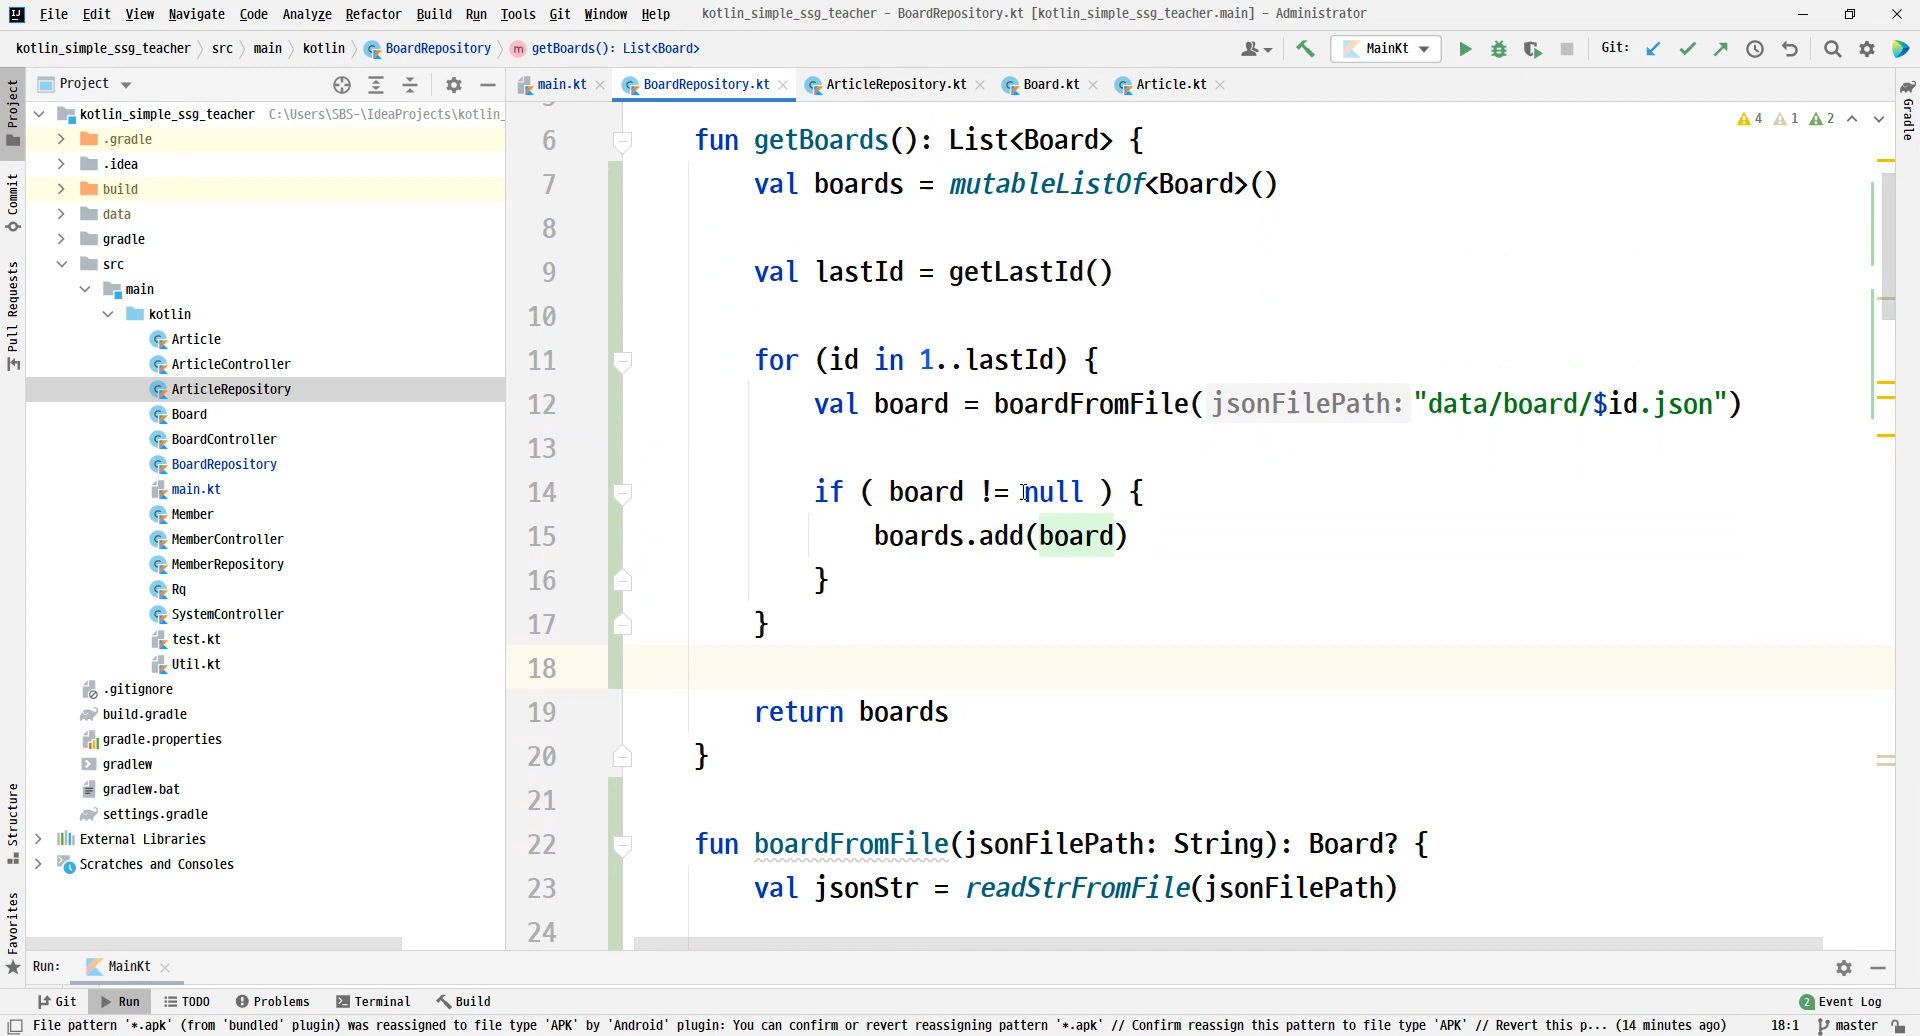 File Edit View Navigate Code Analyze Refactor Build Run Tools Git Window Help kotlin_simple_ssg_teacher - BoardRepository.kt [kotlin_simple_ssg_teacher.main] - Administrator
kotlin_simple_ssg_teacher src main kotlin BoardRepository getBoards(): List<Board> MainKt Git:
Project
main.kt BoardRepository.kt ArticleRepository.kt Board.kt Article.kt
Project
Commit
Pull Requests
Structure
Favorites
Gradle
kotlin_simple_ssg_teacher C:\Users\SBS-\IdeaProjects\kotlin_
.gradle
.idea
build
data
gradle
src
main
kotlin
Article
ArticleController
ArticleRepository
Board
BoardController
BoardRepository
main.kt
Member
MemberController
MemberRepository
Rq
SystemController
test.kt
Util.kt
.gitignore
build.gradle
gradle.properties
gradlew
gradlew.bat
settings.gradle
External Libraries
Scratches and Consoles
4 1 2
6 fun getBoards(): List<Board> {
7 val boards = mutableListOf<Board>()
8
9 val lastId = getLastId()
10
11 for (id in 1..lastId) {
12 val board = boardFromFile( jsonFilePath: "data/board/$id.json")
13
14 if ( board != null ) {
15 boards.add(board)
16 }
17 }
18
19 return boards
20 }
21
22 fun boardFromFile(jsonFilePath: String): Board? {
23 val jsonStr = readStrFromFile(jsonFilePath)
24
Run: MainKt
Git Run TODO Problems Terminal Build 2 Event Log
File pattern '*.apk' (from 'bundled' plugin) was reassigned to file type 'APK' by 'Android' plugin: You can confirm or revert reassigning pattern '*.apk' // Confirm reassign this pattern to file type 'APK' // Revert this p... (14 minutes ago) 18:1 master